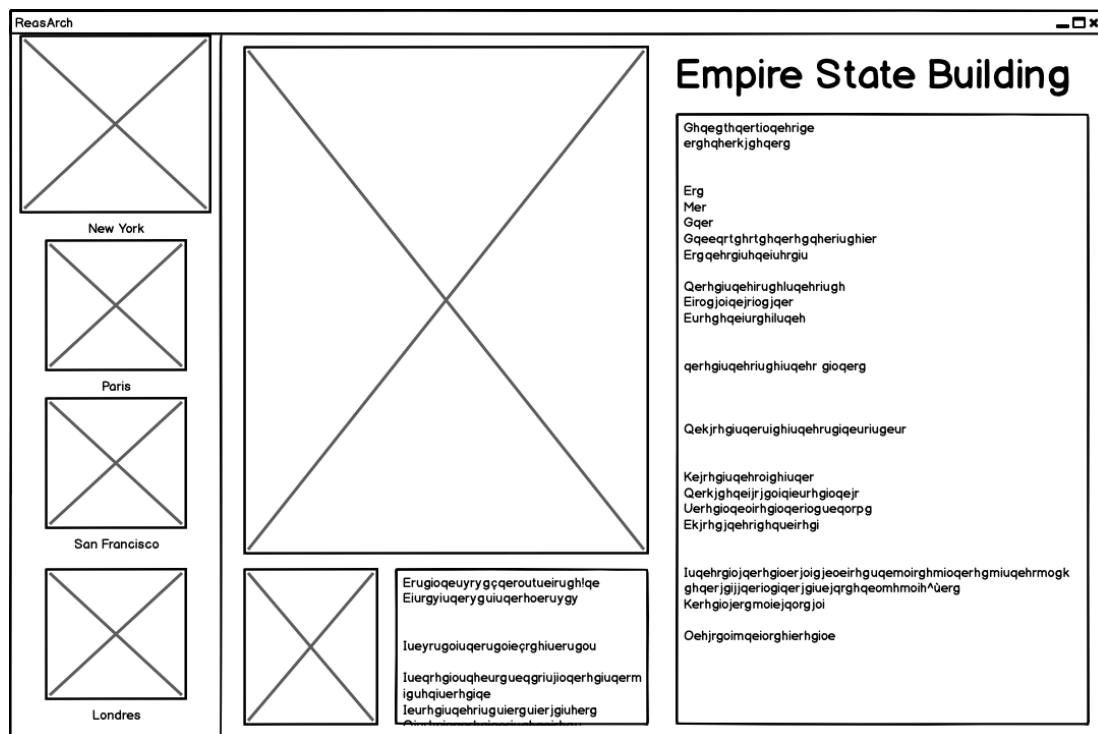 ReasArch
New York
Paris
San Francisco
Londres
Erugioqeuyrygçqeroutueirugh!qe
Eiurgyiuqeryguiuqerhoeruygy
Iueyrugoiuqerugoieçrghiuerugou
Iueqrhgiouqheurgueqgriujioqerhgiuqerm
iguhqiuerhgiqe
Ieurhgiuqehriuguierguierjgiuherg
Empire State Building
Ghqegthqertioqehrige
erghqherkjghqerg
Erg
Mer
Gqer
Gqeeqrtghrtghqerhgqheriughier
Ergqehrgiuhqeiuhrgiu
Qerhgiuqehirughluqehriugh
Eirogjoiqejriogjqer
Eurhghqeiurghiluqeh
qerhgiuqehriughiuqehr gioqerg
Qekjrhgiuqeruighiuqehrugiqeuriugeur
Kejrhgiuqehroighiuqer
Qerkjghqeijrjgoiqieurhgioqejr
Uerhgioqeoirhgioqeriogueqorpg
Ekjrhgjqehrighqueirhgi
Iuqehrgiojqerhgioerjoigjeoeirhguqemoirghmioqerhgmiuqehrmogk
ghqerjgijjqeriogiqerjgiuejqrghqeomhmoih^ùerg
Kerhgiojergmoiejqorgjoi
Oehjrgoimqeiorghierhgioe